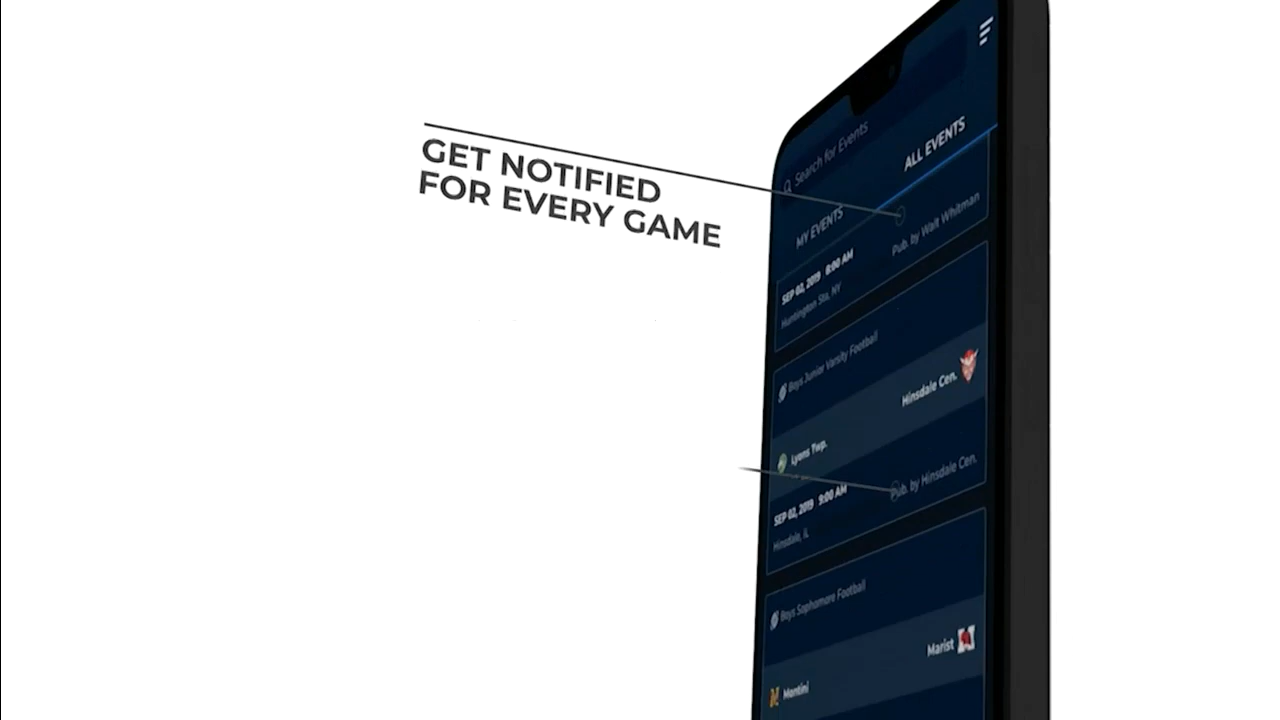 GET NOTIFIED
FOR EVERY GAME
Search for Events
MY EVENTS
ALL EVENTS
SEP 02, 2019 8:00 AM
Huntington Sta, NY
Pub. by Walt Whitman
Boys Junior Varsity Football
Hinsdale Cen.
Lyons Twp.
SEP 02, 2019 9:00 AM
Hinsdale, IL
Pub. by Hinsdale Cen.
Boys Sophomore Football
Marist
Montini